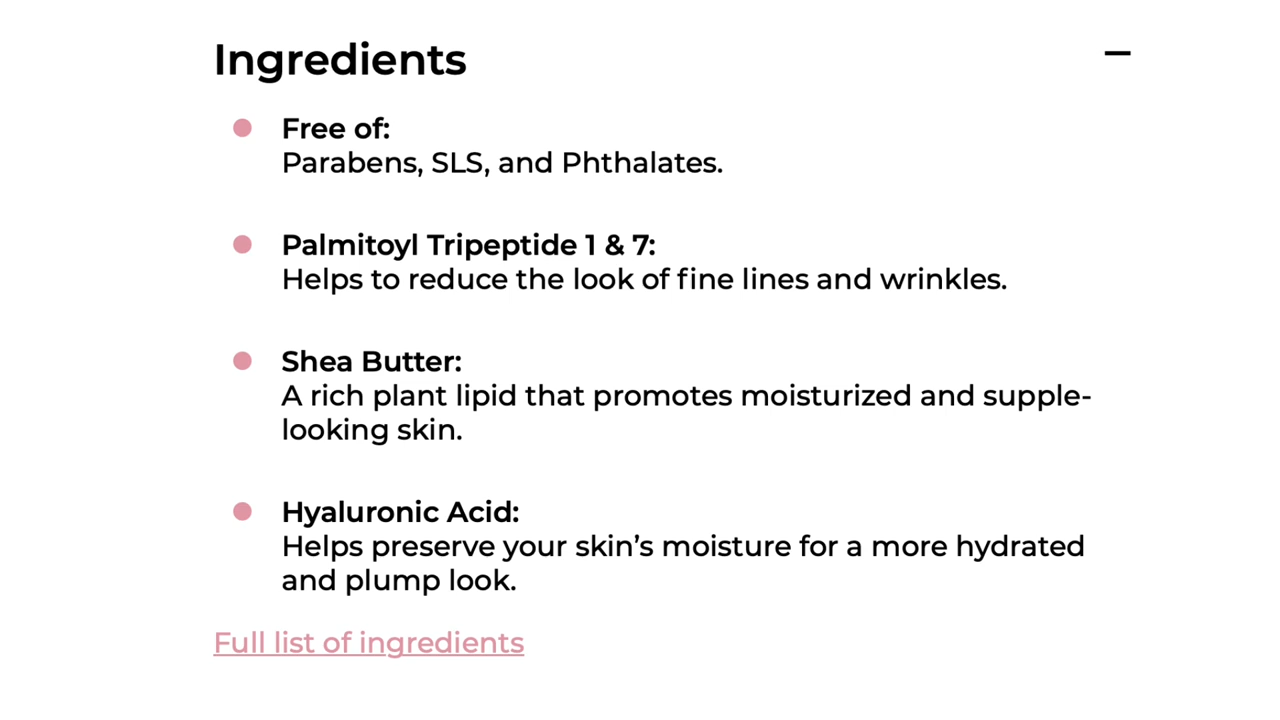 Ingredients
Free of:
Parabens, SLS, and Phthalates.
Palmitoyl Tripeptide 1 & 7:
Helps to reduce the look of fine lines and wrinkles.
Shea Butter:
A rich plant lipid that promotes moisturized and supple-
looking skin.
Hyaluronic Acid:
Helps preserve your skin’s moisture for a more hydrated
and plump look.
Full list of ingredients